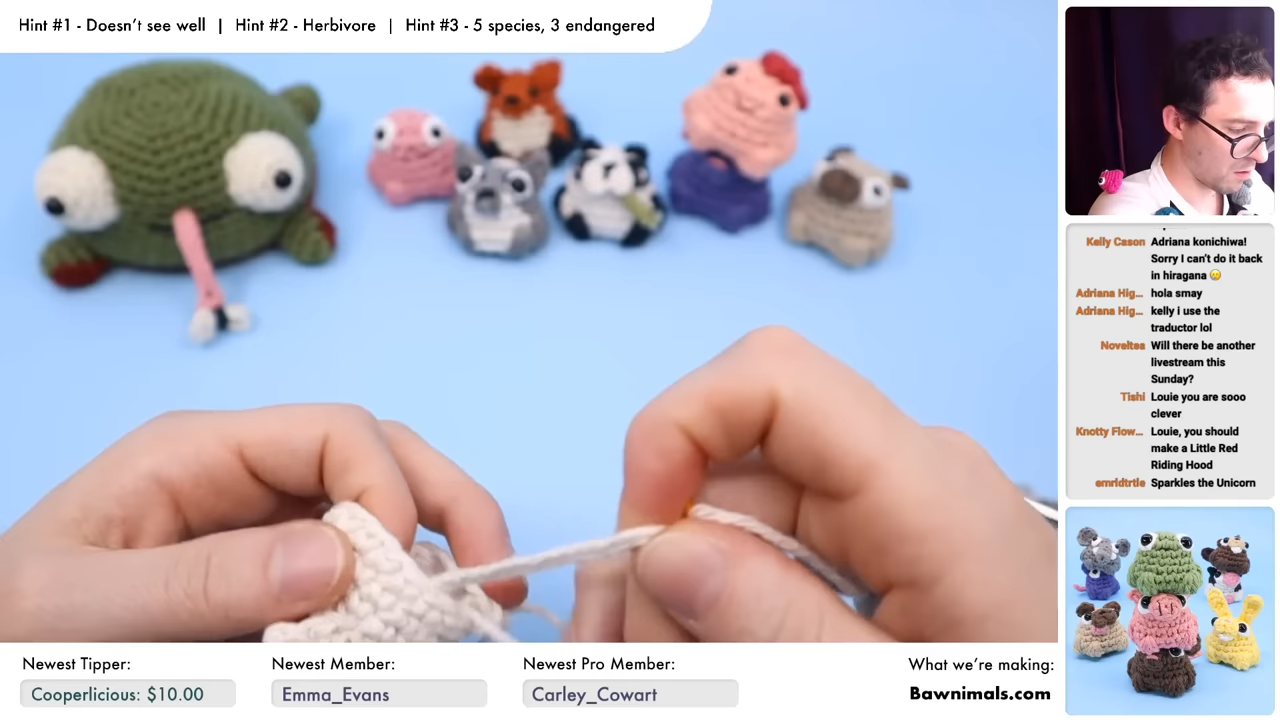 Hint #1 - Doesn't see well | Hint #2 - Herbivore | Hint #3 - 5 species, 3 endangered
Kelly Cason Adriana konichiwa!
Sorry I can't do it back
in hiragana 😢
Adriana Hig... hola smay
Adriana Hig... kelly i use the
traductor lol
Noveltea Will there be another
livestream this
Sunday?
Tishi Louie you are sooo
clever
Knotty Flow... Louie, you should
make a Little Red
Riding Hood
emrldtrtle Sparkles the Unicorn
Newest Tipper:
Cooperlicious: $10.00
Newest Member:
Emma_Evans
Newest Pro Member:
Carley_Cowart
What we're making:
Bawnimals.com